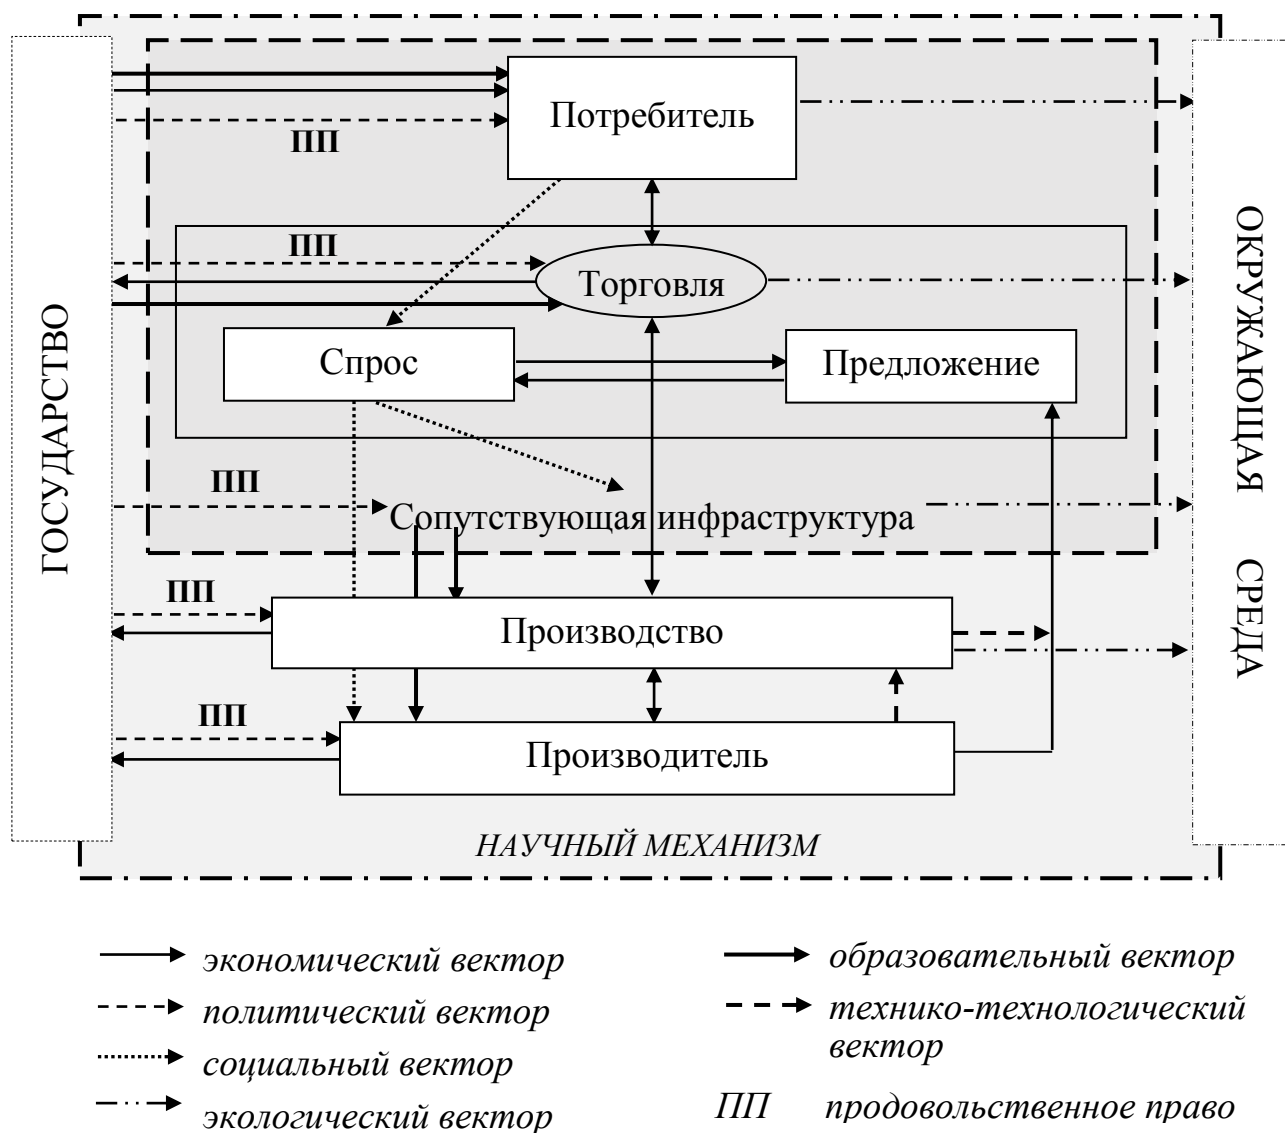 Потребитель
ПП
ПП
Торговля
Спрос
Предложение
ПП
Сопутствующая инфраструктура
ПП
Производство
ПП
Производитель
НАУЧНЫЙ МЕХАНИЗМ
ГОСУДАРСТВО
ОКРУЖАЮЩАЯ СРЕДА
экономический вектор
политический вектор
социальный вектор
экологический вектор
образовательный вектор
технико-технологический
вектор
ПП продовольственное право